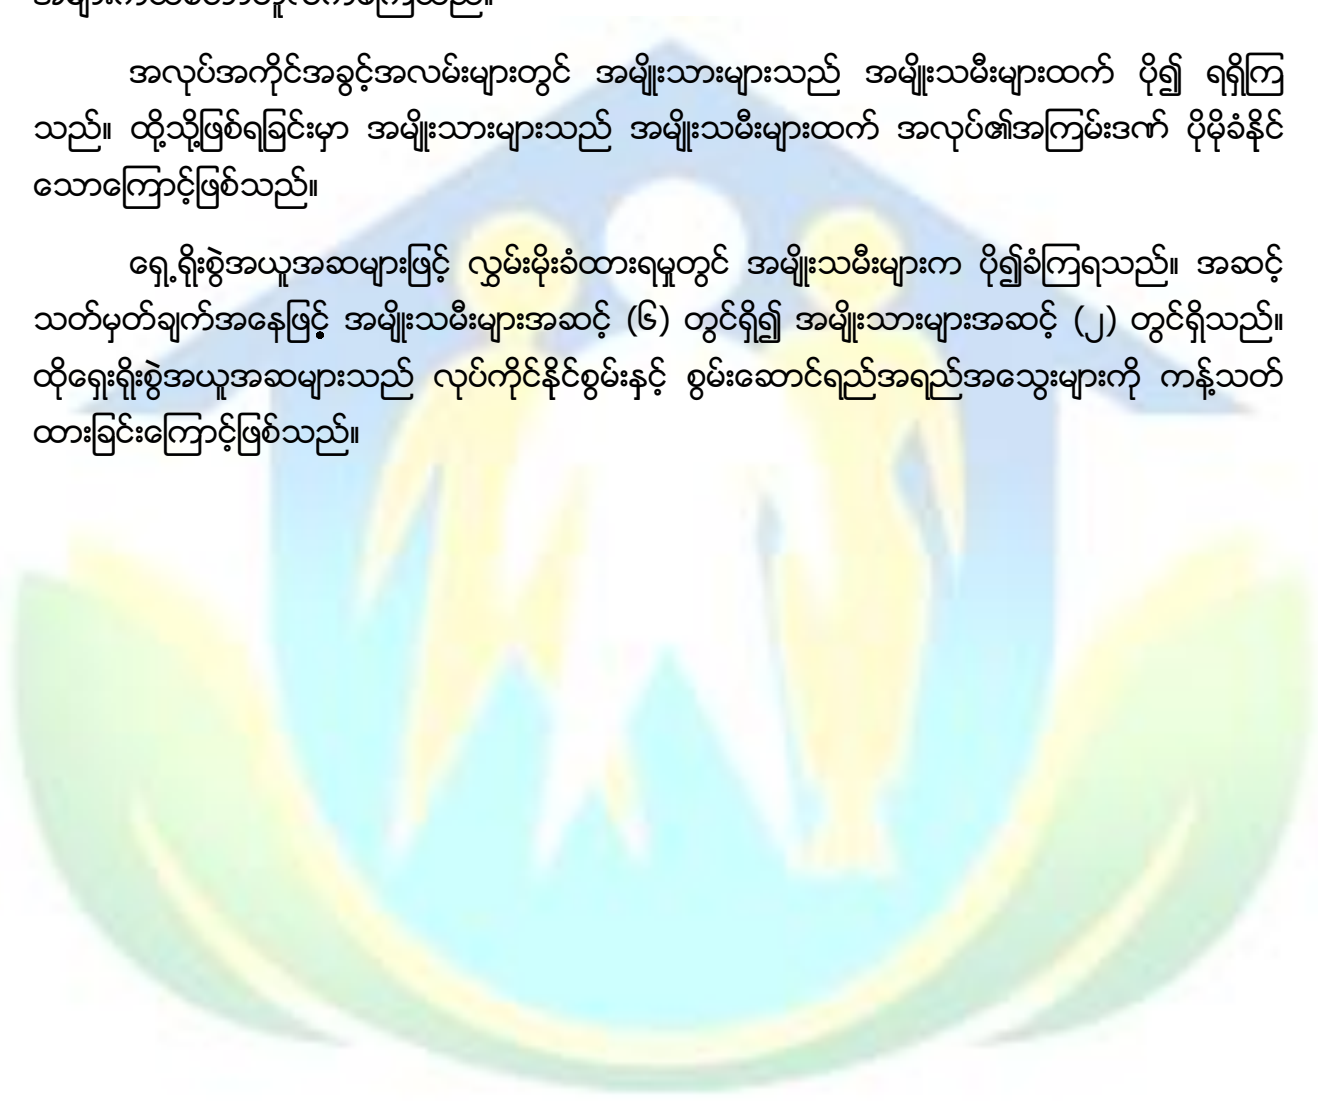 အလုပ်အကိုင်အခွင့်အလမ်းများတွင် အမျိုးသားများသည် အမျိုးသမီးများထက် ပို၍ ရရှိကြ
သည်။ ထို့သို့ဖြစ်ရခြင်းမှာ အမျိုးသားများသည် အမျိုးသမီးများထက် အလုပ်၏အကြမ်းဒဏ် ပိုမိုခံနိုင်
သောကြောင့်ဖြစ်သည်။
ရှေ့ရိုးစွဲအယူအဆများဖြင့် လွှမ်းမိုးခံထားရမှုတွင် အမျိုးသမီးများက ပို၍ခံကြရသည်။ အဆင့်
သတ်မှတ်ချက်အနေဖြင့် အမျိုးသမီးများအဆင့် (၆) တွင်ရှိ၍ အမျိုးသားများအဆင့် (၂) တွင်ရှိသည်။
ထိုရှေးရိုးစွဲအယူအဆများသည် လုပ်ကိုင်နိုင်စွမ်းနှင့် စွမ်းဆောင်ရည်အရည်အသွေးများကို ကန့်သတ်
ထားခြင်းကြောင့်ဖြစ်သည်။